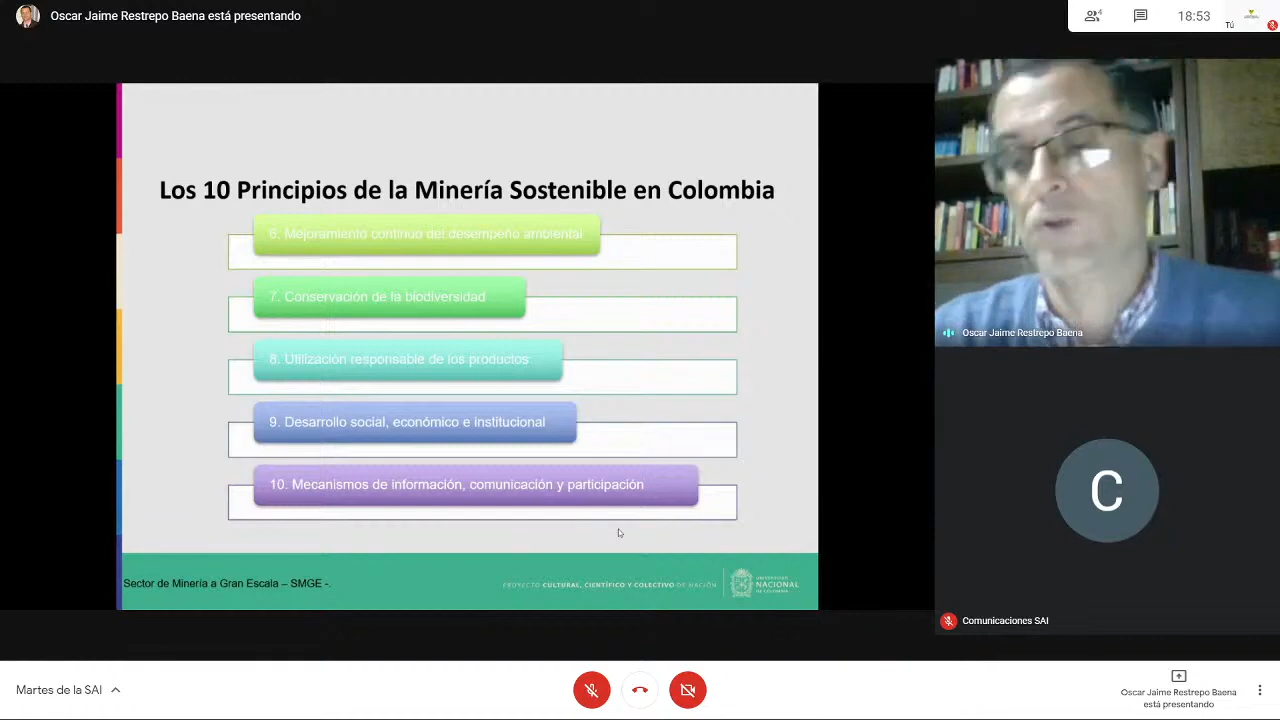 Oscar Jaime Restrepo Baena está presentando
4
18:53
Tú
Los 10 Principios de la Minería Sostenible en Colombia
6. Mejoramiento continuo del desempeño ambiental
7. Conservación de la biodiversidad
8. Utilización responsable de los productos
9. Desarrollo social, económico e institucional
10. Mecanismos de información, comunicación y participación
Sector de Minería a Gran Escala – SMGE -.
PROYECTO CULTURAL, CIENTÍFICO Y COLECTIVO DE NACIÓN
UNIVERSIDAD
NACIONAL
DE COLOMBIA
Oscar Jaime Restrepo Baena
C
Comunicaciones SAI
Martes de la SAI
Oscar Jaime Restrepo Baena
está presentando